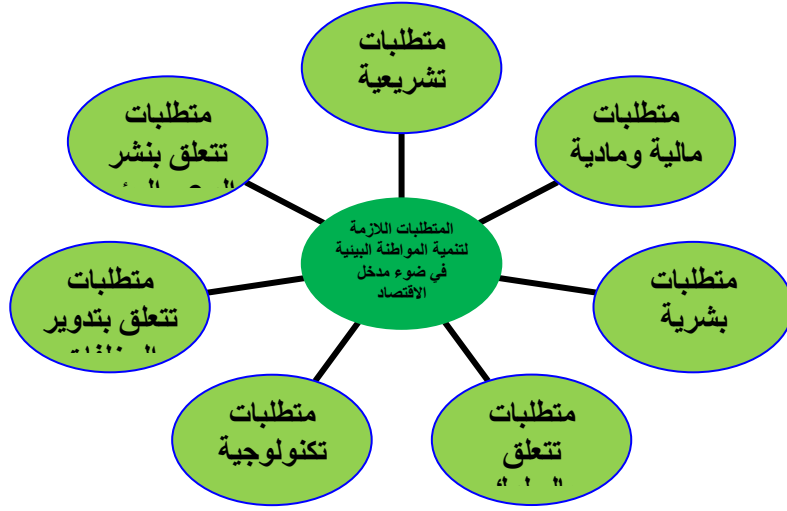 متطلبات
تشريعية
متطلبات
مالية ومادية
متطلبات
بشرية
متطلبات
تتعلق
متطلبات
تكنولوجية
متطلبات
تتعلق بتدوير
متطلبات
تتعلق بنشر
المتطلبات اللازمة
لتنمية المواطنة البيئية
في ضوء مدخل
الاقتصاد